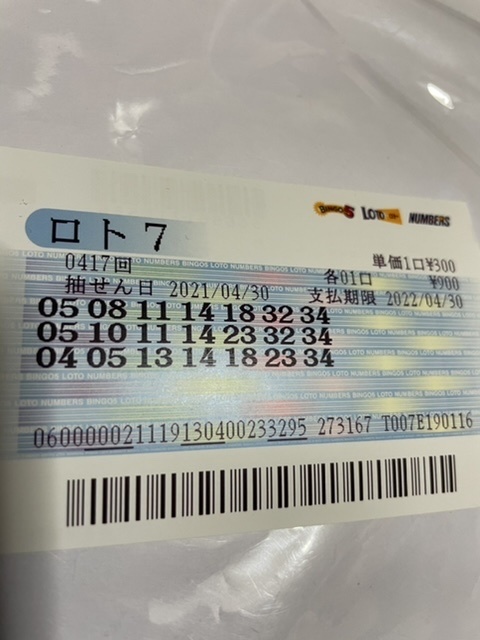 BINGO5 LOTO NUMBERS
ロト7
0417回 単価1口¥300
各01口 ¥900
抽せん日 2021/04/30 支払期限 2022/04/30
05 08 11 14 18 32 34
05 10 11 14 23 32 34
04 05 13 14 18 23 34
060000021119130400233295 273167 T007E190116